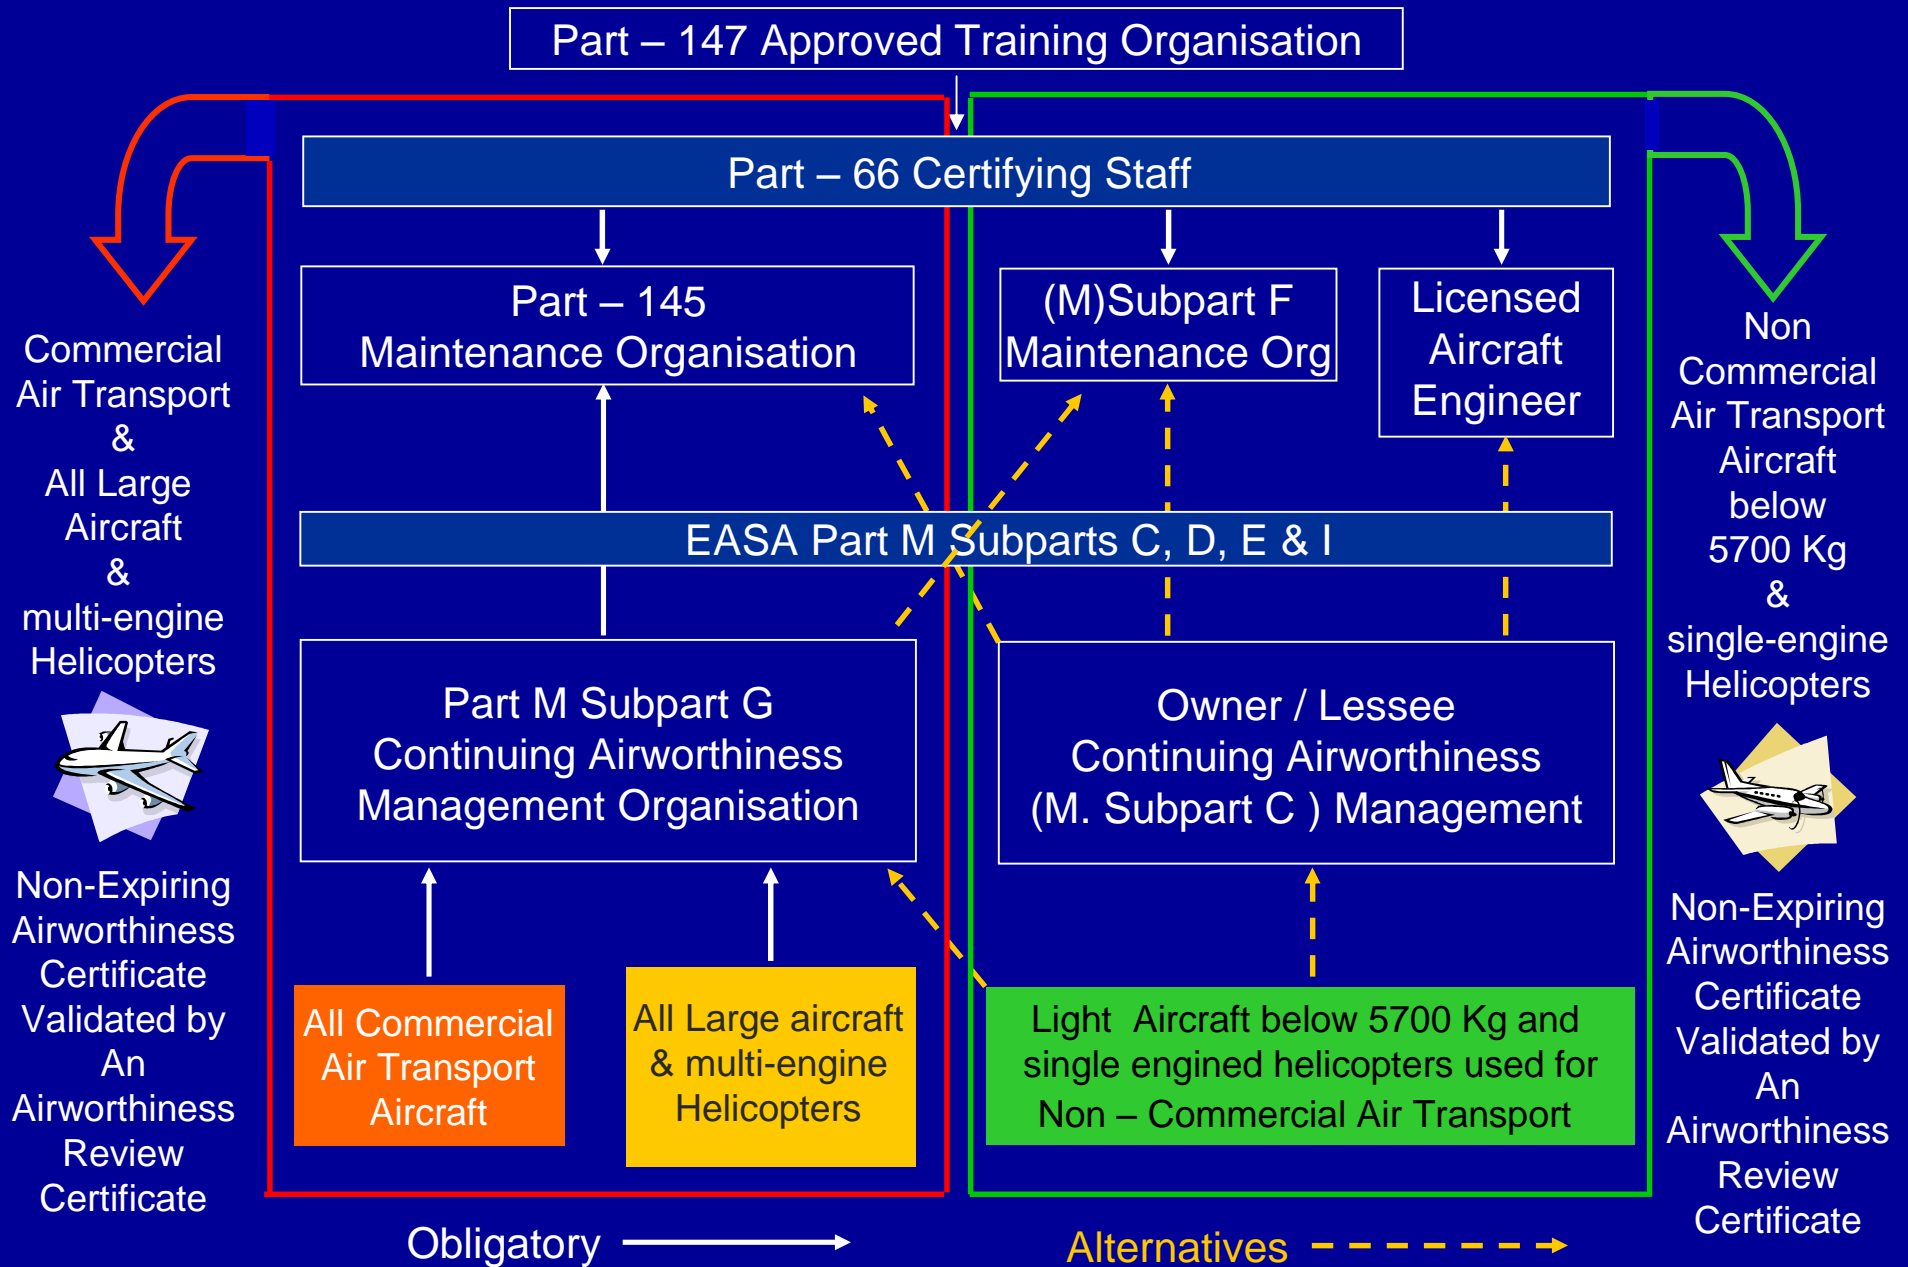 Part – 147 Approved Training Organisation
Part – 66 Certifying Staff
Part – 145
Maintenance Organisation
(M)Subpart F
Maintenance Org
Licensed
Aircraft
Engineer
Commercial
Air Transport
&
All Large
Aircraft
&
multi-engine
Helicopters
Non
Commercial
Air Transport
Aircraft
below
5700 Kg
&
single-engine
Helicopters
EASA Part M Subparts C, D, E & I
Part M Subpart G
Continuing Airworthiness
Management Organisation
Owner / Lessee
Continuing Airworthiness
(M. Subpart C ) Management
Non-Expiring
Airworthiness
Certificate
Validated by
An
Airworthiness
Review
Certificate
All Commercial
Air Transport
Aircraft
All Large aircraft
& multi-engine
Helicopters
Light Aircraft below 5700 Kg and
single engined helicopters used for
Non – Commercial Air Transport
Non-Expiring
Airworthiness
Certificate
Validated by
An
Airworthiness
Review
Certificate
Obligatory
Alternatives